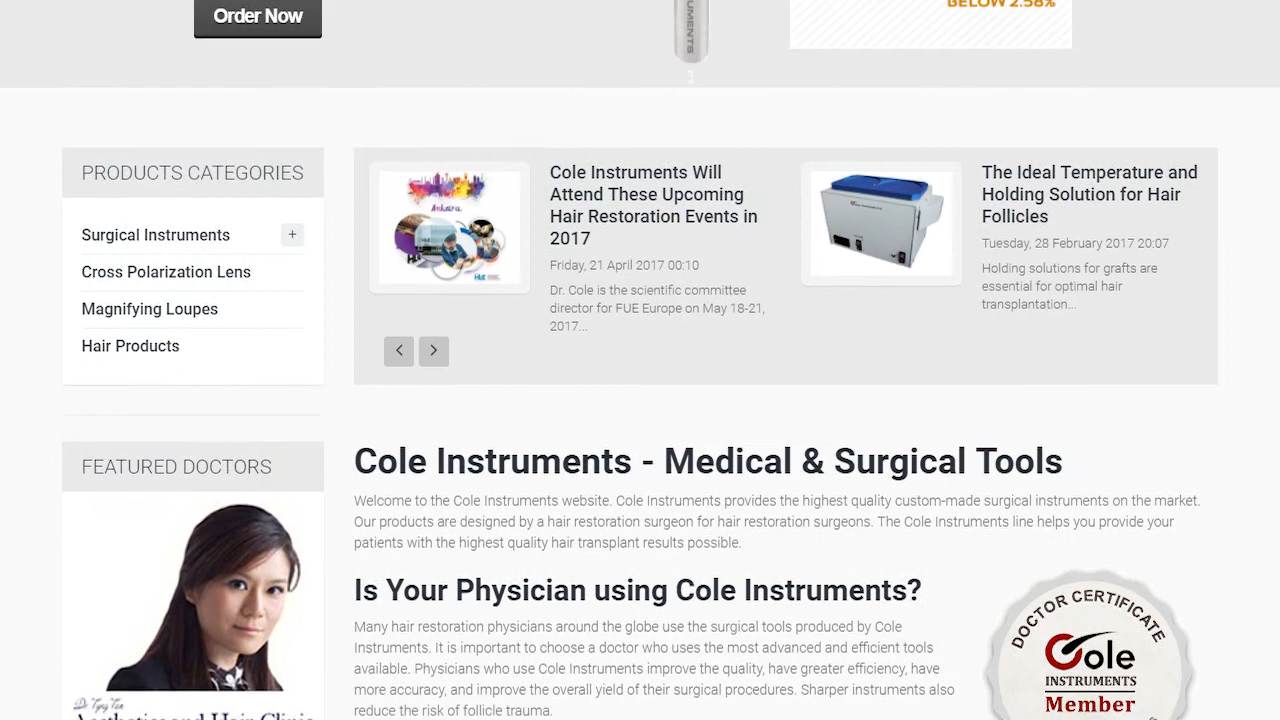 Order Now
UMENTS
BELOW 2.58%
1
PRODUCTS CATEGORIES
Surgical Instruments
+
Cross Polarization Lens
Magnifying Loupes
Hair Products
Cole Instruments Will
Attend These Upcoming
Hair Restoration Events in
2017
Friday, 21 April 2017 00:10
Dr. Cole is the scientific committee
director for FUE Europe on May 18-21,
2017...
The Ideal Temperature and
Holding Solution for Hair
Follicles
Tuesday, 28 February 2017 20:07
Holding solutions for grafts are
essential for optimal hair
transplantation...
FEATURED DOCTORS
Aesthetics and Hair Clinic
Cole Instruments - Medical & Surgical Tools
Welcome to the Cole Instruments website. Cole Instruments provides the highest quality custom-made surgical instruments on the market.
Our products are designed by a hair restoration surgeon for hair restoration surgeons. The Cole Instruments line helps you provide your
patients with the highest quality hair transplant results possible.
Is Your Physician using Cole Instruments?
Many hair restoration physicians around the globe use the surgical tools produced by Cole
Instruments. It is important to choose a doctor who uses the most advanced and efficient tools
available. Physicians who use Cole Instruments improve the quality, have greater efficiency, have
more accuracy, and improve the overall yield of their surgical procedures. Sharper instruments also
reduce the risk of follicle trauma.
DOCTOR CERTIFICATE
Cole
INSTRUMENTS
Member